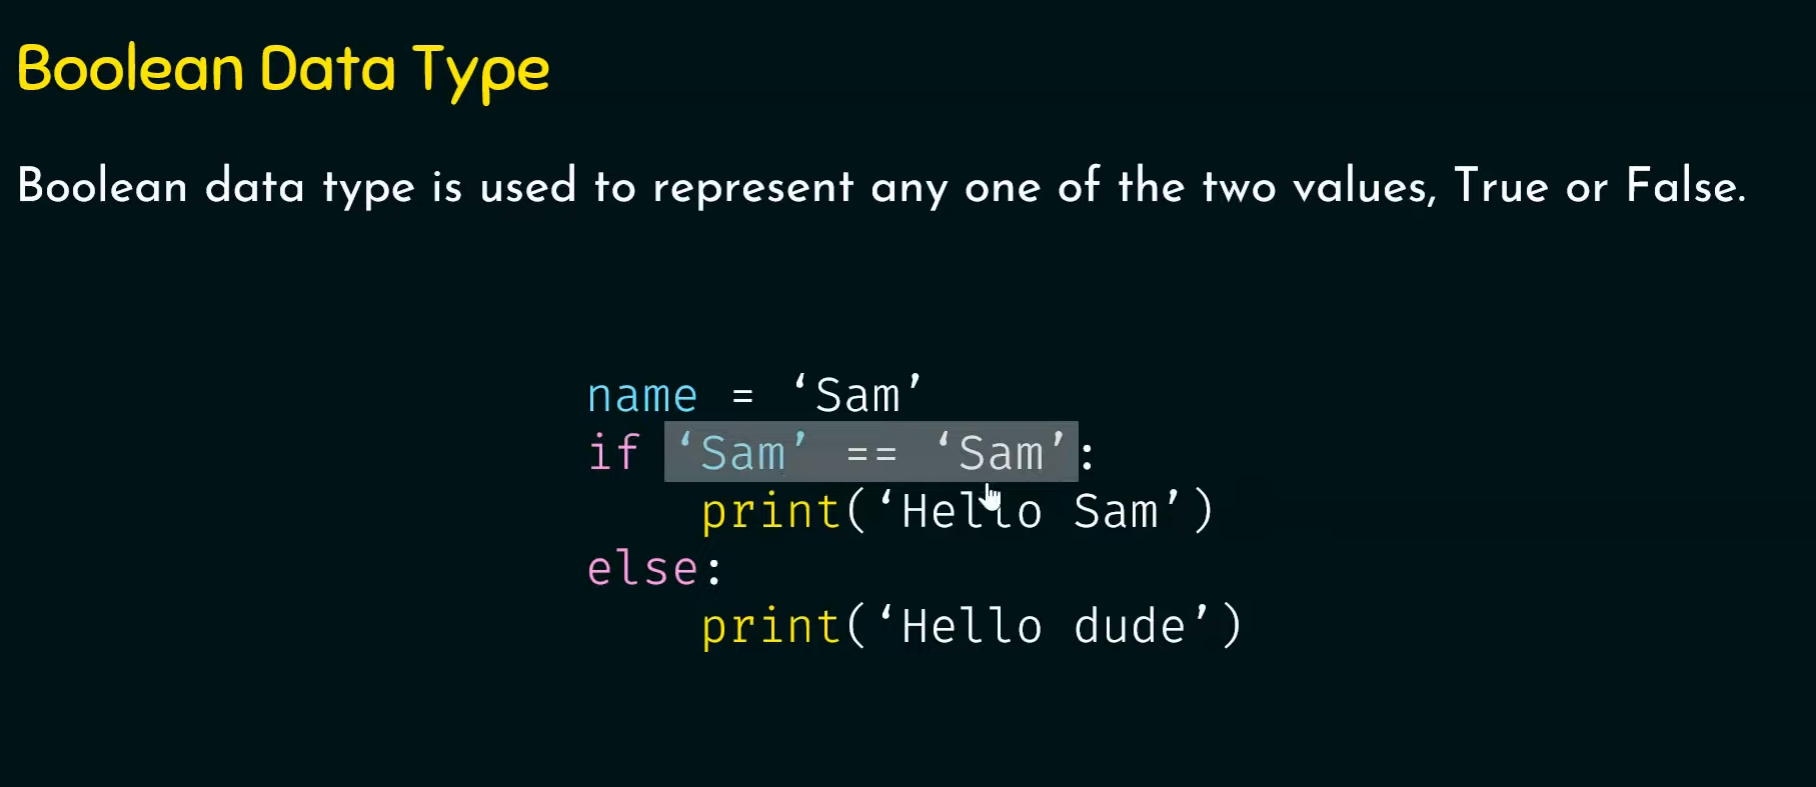 Boolean Data Type
Boolean data type is used to represent any one of the two values, True or False.
name = ‘Sam’
if ‘Sam’ == ‘Sam’:
    print(‘Hello Sam’)
else:
    print(‘Hello dude’)